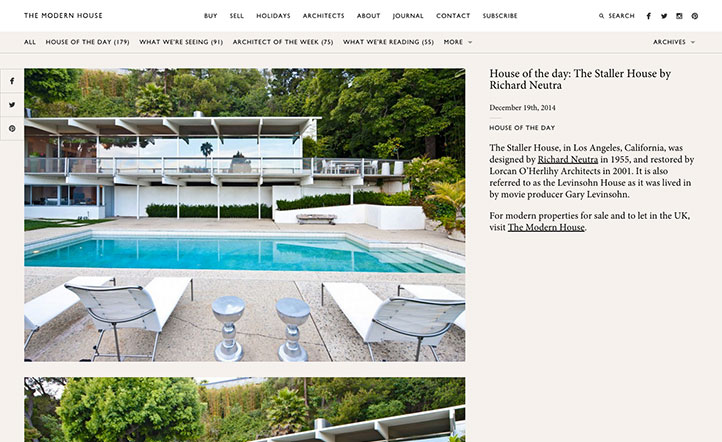 THE MODERN HOUSE
BUY SELL HOLIDAYS ARCHITECTS ABOUT JOURNAL CONTACT SUBSCRIBE
SEARCH
ALL HOUSE OF THE DAY (179) WHAT WE'RE SEEING (91) ARCHITECT OF THE WEEK (75) WHAT WE'RE READING (55) MORE
ARCHIVES
House of the day: The Staller House by
Richard Neutra
December 19th, 2014
HOUSE OF THE DAY
The Staller House, in Los Angeles, California, was
designed by Richard Neutra in 1955, and restored by
Lorcan O'Herlihy Architects in 2001. It is also
referred to as the Levinsohn House as it was lived in
by movie producer Gary Levinsohn.
For modern properties for sale and to let in the UK,
visit The Modern House.